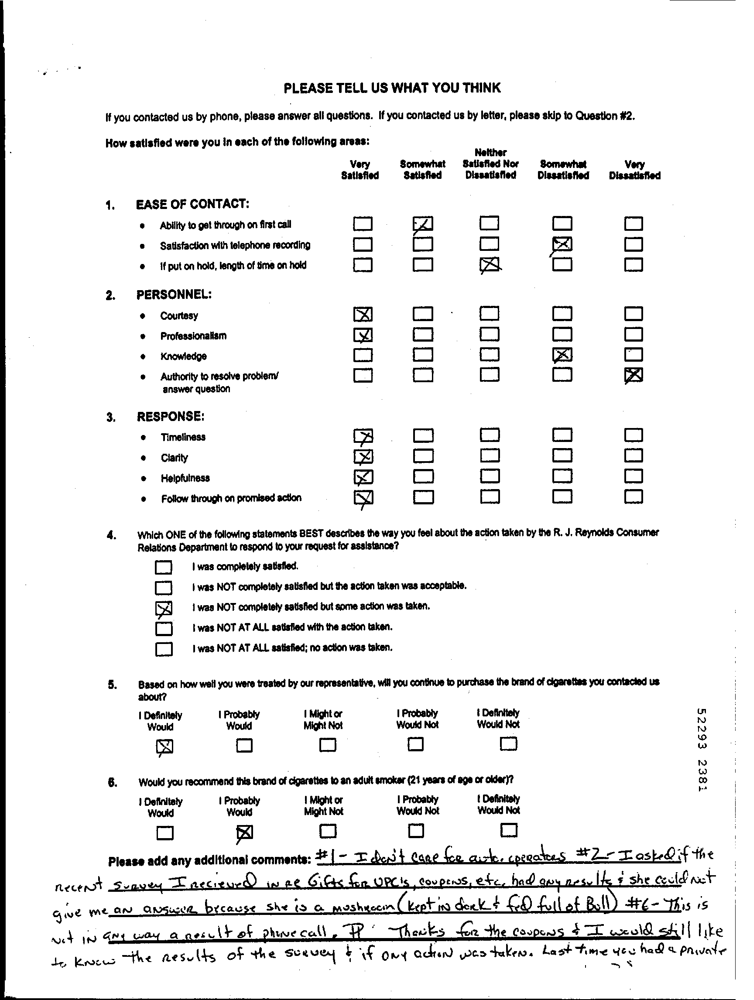 PLEASE TELL US WHAT YOU THINK
If you contacted us by phone, please answer all questions. If you contacted us by letter, please skip to Question #2.
How satisfied were you in each of the following areas:
Very Satisfied Somewhat Satisfied Neither Satisfied Nor Dissatisfied Somewhat Dissatisfied Very Dissatisfied
1. EASE OF CONTACT:
• Ability to get through on first call
• Satisfaction with telephone recording
• If put on hold, length of time on hold
2. PERSONNEL:
• Courtesy
• Professionalism
• Knowledge
• Authority to resolve problem/
answer question
3. RESPONSE:
• Timeliness
• Clarity
• Helpfulness
• Follow through on promised action
4. Which ONE of the following statements BEST describes the way you feel about the action taken by the R. J. Reynolds Consumer
Relations Department to respond to your request for assistance?
I was completely satisfied.
I was NOT completely satisfied but the action taken was acceptable.
I was NOT completely satisfied but some action was taken.
I was NOT AT ALL satisfied with the action taken.
I was NOT AT ALL satisfied; no action was taken.
5. Based on how well you were treated by our representative, will you continue to purchase the brand of cigarettes you contacted us
about?
I Definitely Would I Probably Would I Might or Might Not I Probably Would Not I Definitely Would Not
6. Would you recommend this brand of cigarettes to an adult smoker (21 years of age or older)?
I Definitely Would I Probably Would I Might or Might Not I Probably Would Not I Definitely Would Not
Please add any additional comments: #1 - I don't care for auto. operators #2 - I asked if the
recent survey I recieved in re Gifts for UPC's, coupons, etc. had any results & she could not
give me an answer because she is a mushroom (kept in dark & fed full of Bull) #6 - This is
not in any way a result of phone call. Thanks for the coupons & I would still like
to know the results of the survey & if any action was taken. Last time you had a private
52293 2381